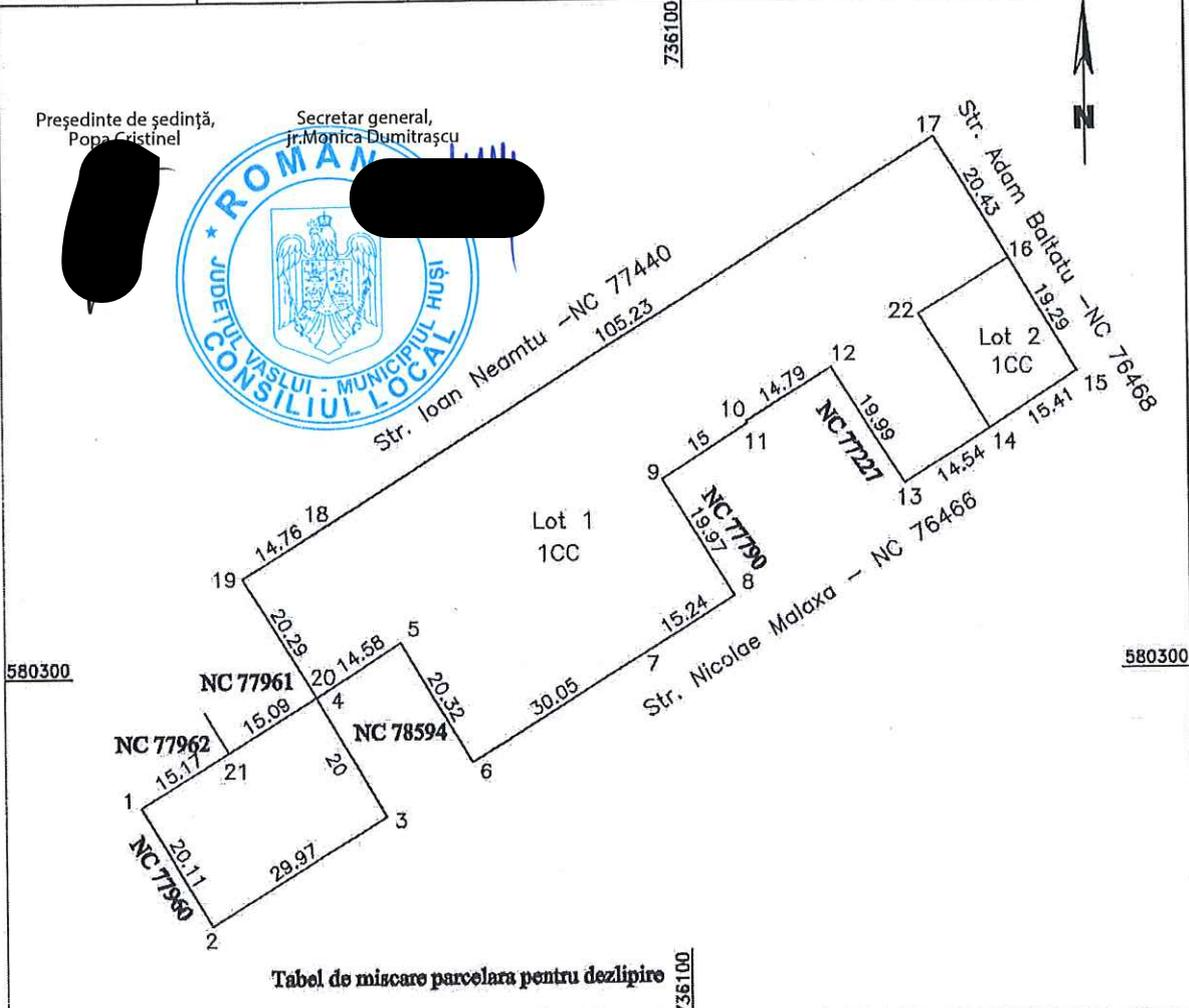 736100
N
Președinte de ședință,
Popa Cristinel
Secretar general,
jr.Monica Dumitrașcu
ROMÂN
JUDEȚUL VASLUI - MUNICIPIUL HUȘI
CONSILIUL LOCAL
17
Str. Adam Baltatu -NC 76468
20.43
16
19.29
22
Lot 2
1CC
15
15.41
14
14.54
13
Str. Ioan Neamtu -NC 77440
105.23
12
14.79
19.99
NC 77227
10
11
15
9
NC 77790
19.97
8
15.24
7
Str. Nicolae Malaxa - NC 76466
Lot 1
1CC
18
14.76
19
20.29
5
14.58
20
4
20.32
30.05
6
580300
580300
NC 77961
15.09
NC 78594
NC 77962
15.17
21
20
1
3
20.11
NC 77960
29.97
2
Tabel de miscare parcelara pentru dezlipire
736100